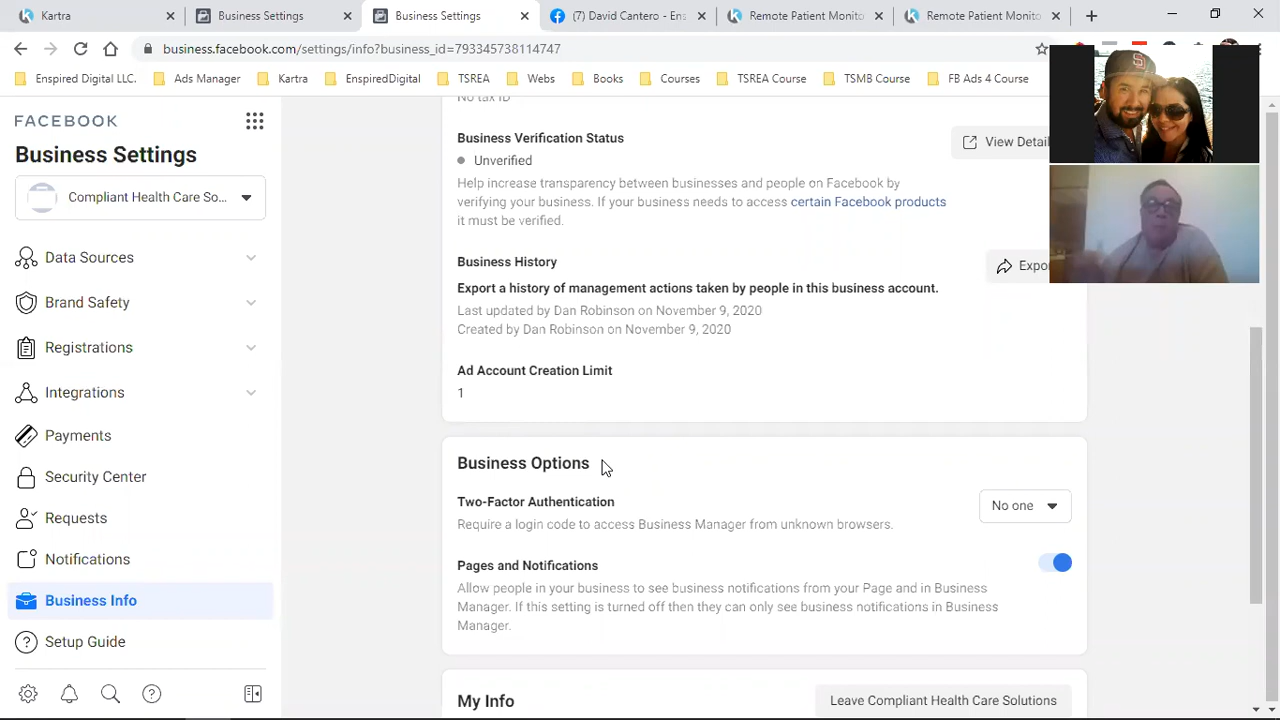 Kartra
Business Settings
Business Settings
(7) David Cantero - Ens
Remote Patient Monito
Remote Patient Monito
business.facebook.com/settings/info?business_id=793345738114747
Enspired Digital LLC.
Ads Manager
Kartra
EnspiredDigital
TSREA
Webs
Books
Courses
TSREA Course
TSMB Course
FB Ads 4 Course
FACEBOOK
Business Settings
Compliant Health Care So...
Data Sources
Brand Safety
Registrations
Integrations
Payments
Security Center
Requests
Notifications
Business Info
Setup Guide
No tax ID
Business Verification Status
Unverified
View Detail
Help increase transparency between businesses and people on Facebook by
verifying your business. If your business needs to access certain Facebook products
it must be verified.
Business History
Export a history of management actions taken by people in this business account.
Expor
Last updated by Dan Robinson on November 9, 2020
Created by Dan Robinson on November 9, 2020
Ad Account Creation Limit
1
Business Options
Two-Factor Authentication
Require a login code to access Business Manager from unknown browsers.
No one
Pages and Notifications
Allow people in your business to see business notifications from your Page and in Business
Manager. If this setting is turned off then they can only see business notifications in Business
Manager.
My Info
Leave Compliant Health Care Solutions